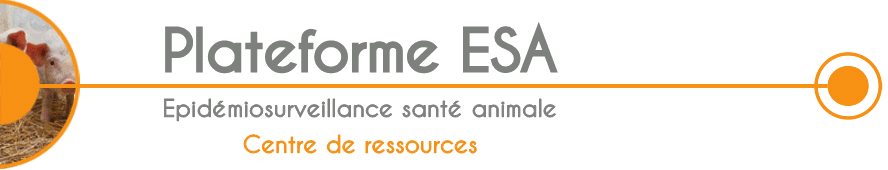 Plateforme ESA
Epidémiosurveillance santé animale
Centre de ressources